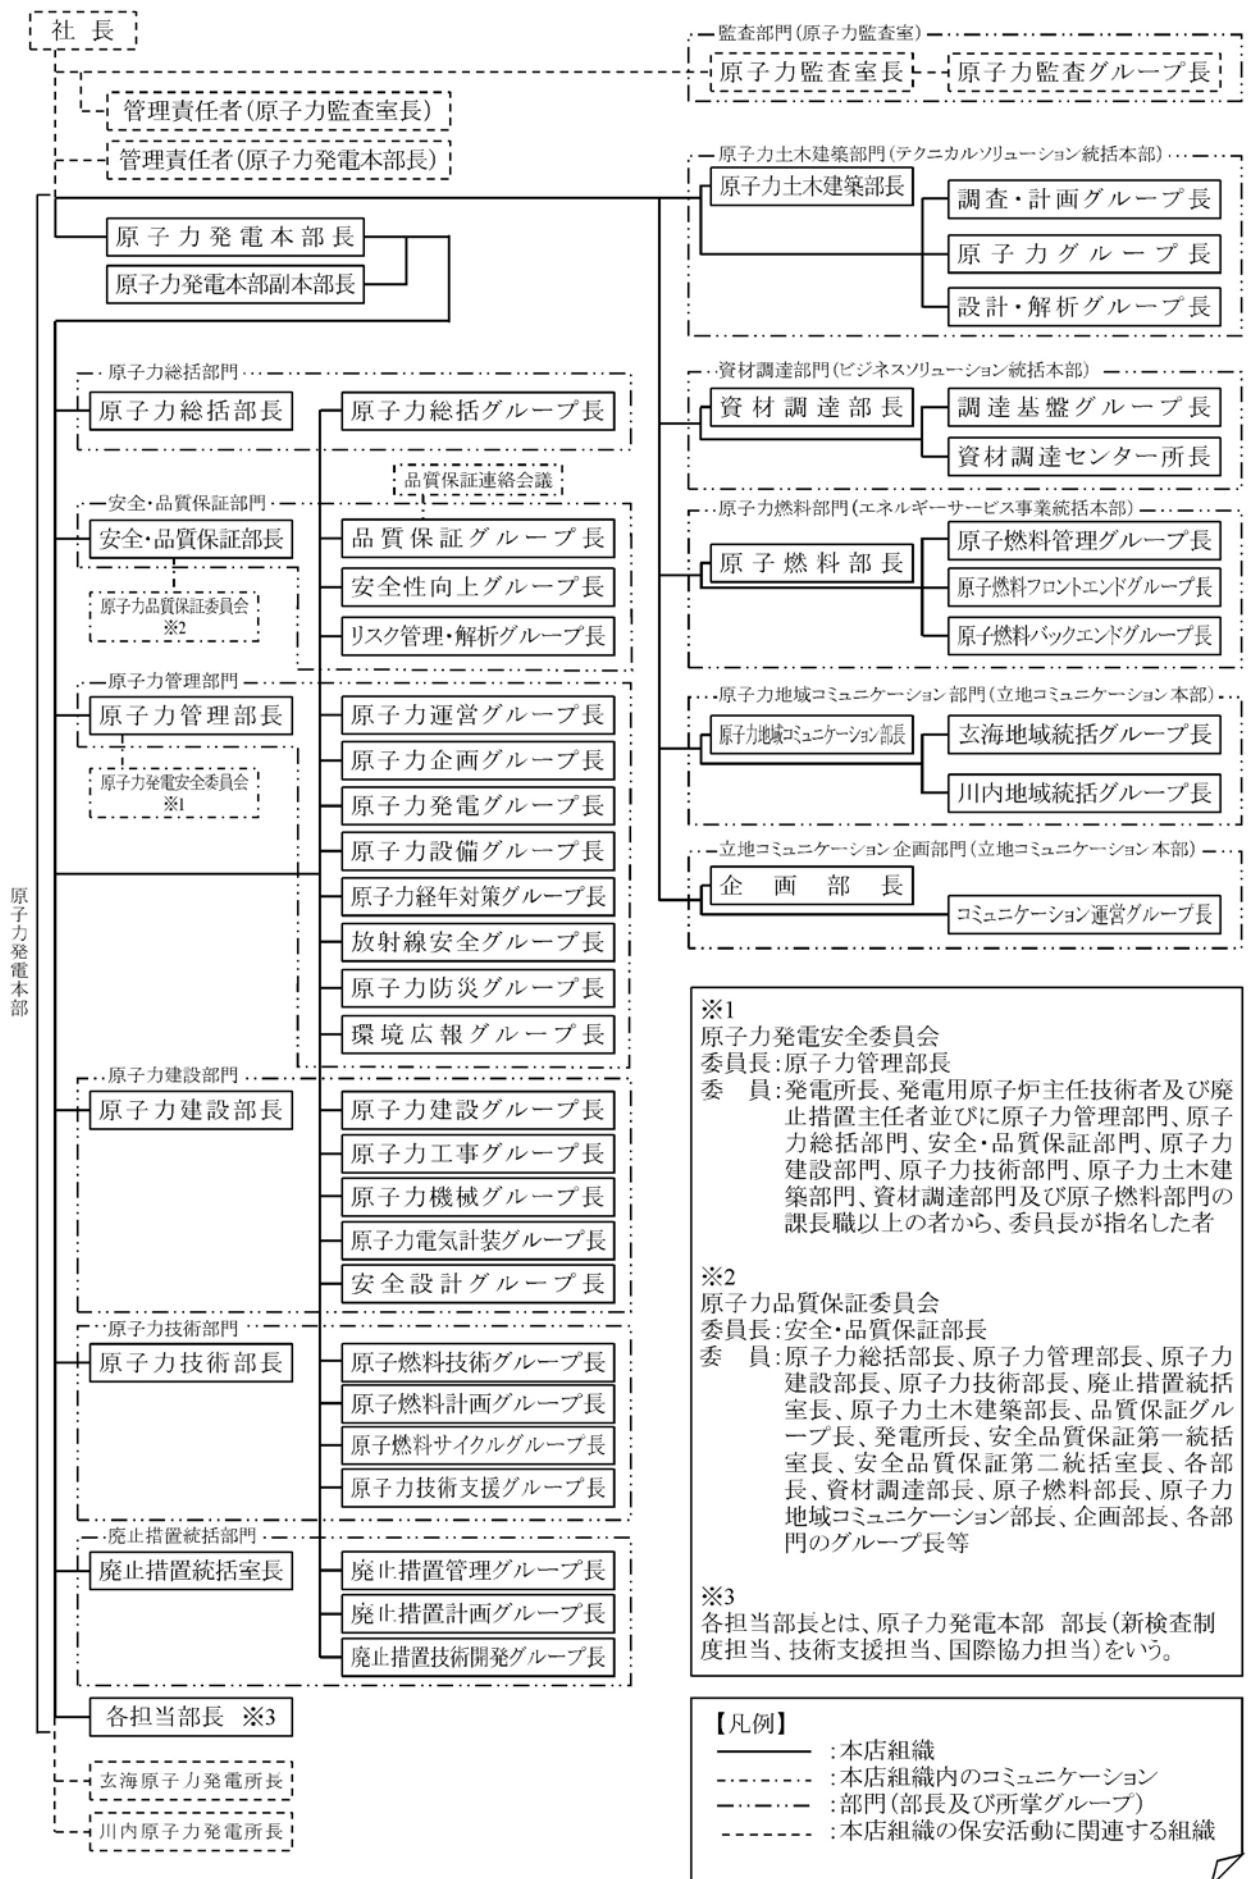 社長
管理責任者(原子力監査室長)
管理責任者(原子力発電本部長)
原子力発電本部長
原子力発電本部副本部長
原子力発電本部
原子力総括部門
原子力総括部長
原子力総括グループ長
品質保証連絡会議
安全・品質保証部門
安全・品質保証部長
原子力品質保証委員会
※2
品質保証グループ長
安全性向上グループ長
リスク管理・解析グループ長
原子力管理部門
原子力管理部長
原子力発電安全委員会
※1
原子力運営グループ長
原子力企画グループ長
原子力発電グループ長
原子力設備グループ長
原子力経年対策グループ長
放射線安全グループ長
原子力防災グループ長
環境広報グループ長
原子力建設部門
原子力建設部長
原子力建設グループ長
原子力工事グループ長
原子力機械グループ長
原子力電気計装グループ長
安全設計グループ長
原子力技術部門
原子力技術部長
原子燃料技術グループ長
原子燃料計画グループ長
原子燃料サイクルグループ長
原子力技術支援グループ長
廃止措置統括部門
廃止措置統括室長
廃止措置管理グループ長
廃止措置計画グループ長
廃止措置技術開発グループ長
各担当部長 ※3
玄海原子力発電所長
川内原子力発電所長
監査部門(原子力監査室)
原子力監査室長
原子力監査グループ長
原子力土木建築部門(テクニカルソリューション統括本部)
原子力土木建築部長
調査・計画グループ長
原子力グループ長
設計・解析グループ長
資材調達部門(ビジネスソリューション統括本部)
資材調達部長
調達基盤グループ長
資材調達センター所長
原子力燃料部門(エネルギーサービス事業統括本部)
原子燃料部長
原子燃料管理グループ長
原子燃料フロントエンドグループ長
原子燃料バックエンドグループ長
原子力地域コミュニケーション部門(立地コミュニケーション本部)
原子力地域コミュニケーション部長
玄海地域統括グループ長
川内地域統括グループ長
立地コミュニケーション企画部門(立地コミュニケーション本部)
企画部長
コミュニケーション運営グループ長
※1
原子力発電安全委員会
委員長:原子力管理部長
委 員:発電所長、発電用原子炉主任技術者及び廃
止措置主任者並びに原子力管理部門、原子
力総括部門、安全・品質保証部門、原子力
建設部門、原子力技術部門、原子力土木建
築部門、資材調達部門及び原子燃料部門の
課長職以上の者から、委員長が指名した者
※2
原子力品質保証委員会
委員長:安全・品質保証部長
委 員:原子力総括部長、原子力管理部長、原子力
建設部長、原子力技術部長、廃止措置統括
室長、原子力土木建築部長、品質保証グル
ープ長、発電所長、安全品質保証第一統括
室長、安全品質保証第二統括室長、各部
長、資材調達部長、原子燃料部長、原子力
地域コミュニケーション部長、企画部長、各部
門のグループ長等
※3
各担当部長とは、原子力発電本部 部長(新検査制
度担当、技術支援担当、国際協力担当)をいう。
【凡例】
:本店組織
:本店組織内のコミュニケーション
:部門(部長及び所掌グループ)
:本店組織の保安活動に関連する組織